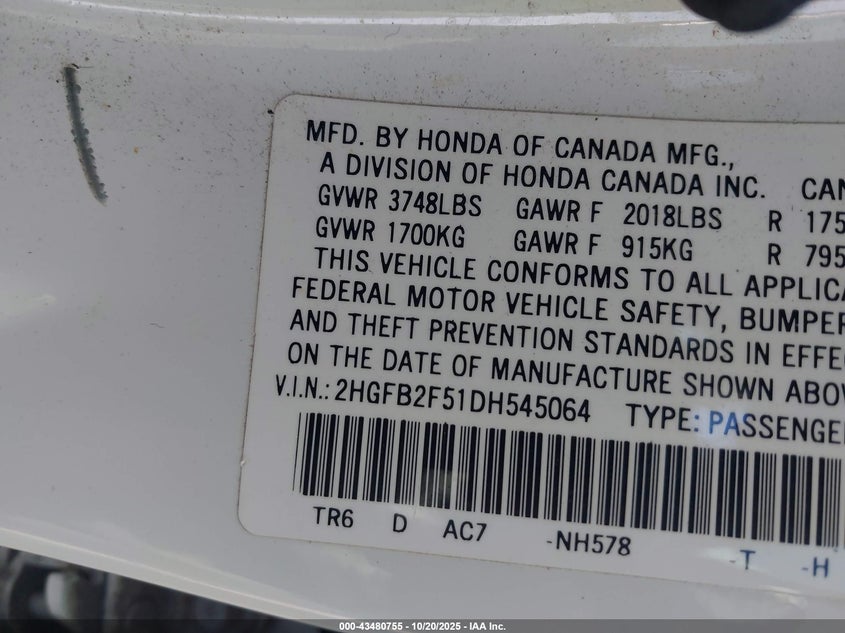 MFD. BY HONDA OF CANADA MFG.,
A DIVISION OF HONDA CANADA INC. CAN
GVWR 3748LBS GAWR F 2018LBS R 175
GVWR 1700KG GAWR F 915KG R 795
THIS VEHICLE CONFORMS TO ALL APPLICA
FEDERAL MOTOR VEHICLE SAFETY, BUMPER
AND THEFT PREVENTION STANDARDS IN EFFE
ON THE DATE OF MANUFACTURE SHOWN ABOV
V.I.N.: 2HGFB2F51DH545064 TYPE: PASSENGE
TR6 D AC7 -NH578 -T -H
000-43480755 - 10/20/2025 - IAA Inc.